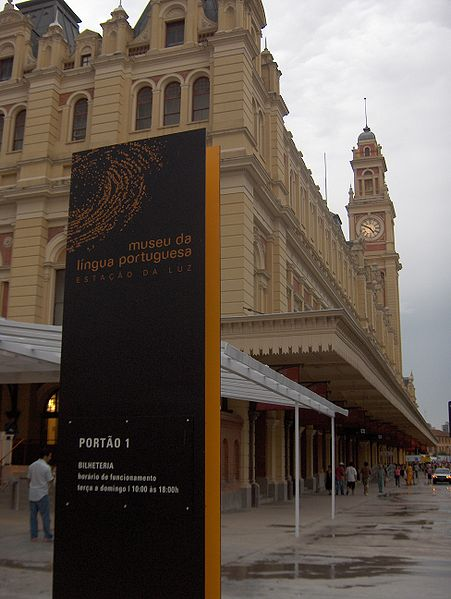 museu da
língua portuguesa
ESTAÇÃO DA LUZ
PORTÃO 1
BILHETERIA
horário de funcionamento
terça a domingo | 10:00 às 18:00h